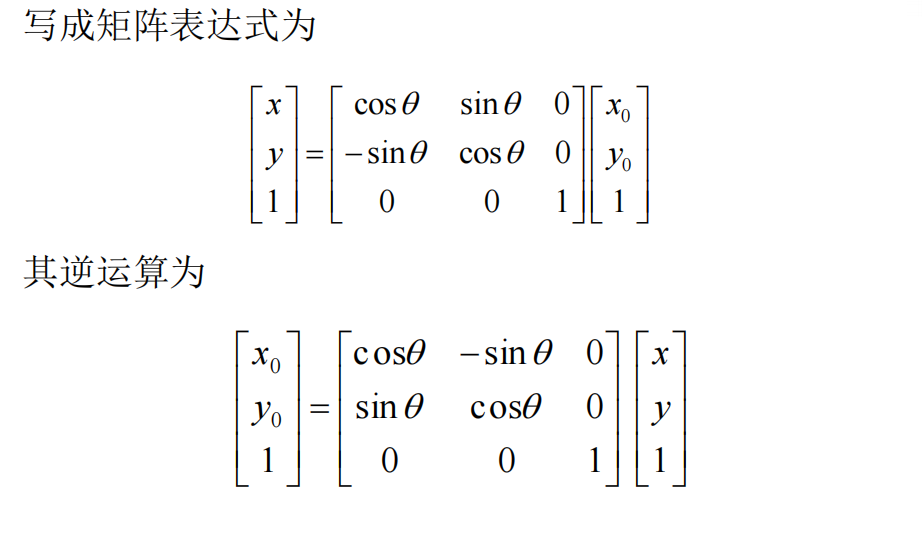 写成矩阵表达式为
[x y 1]ᵀ = [cosθ sinθ 0; −sinθ cosθ 0; 0 0 1] [x₀ y₀ 1]ᵀ
其逆运算为
[x₀ y₀ 1]ᵀ = [cosθ −sinθ 0; sinθ cosθ 0; 0 0 1] [x y 1]ᵀ